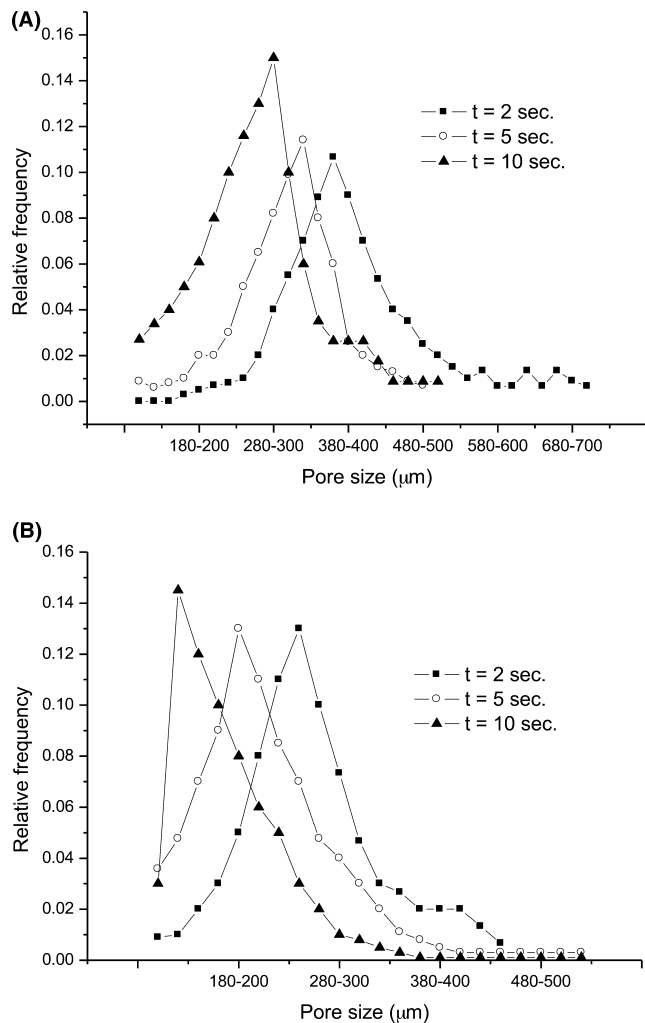 (A)
0.16
0.14
0.12
0.10
0.08
0.06
0.04
0.02
0.00
Relative frequency
t = 2 sec.
t = 5 sec.
t = 10 sec.
180-200 280-300 380-400 480-500 580-600 680-700
Pore size (μm)
(B)
0.16
0.14
0.12
0.10
0.08
0.06
0.04
0.02
0.00
Relative frequency
t = 2 sec.
t = 5 sec.
t = 10 sec.
180-200 280-300 380-400 480-500
Pore size (μm)